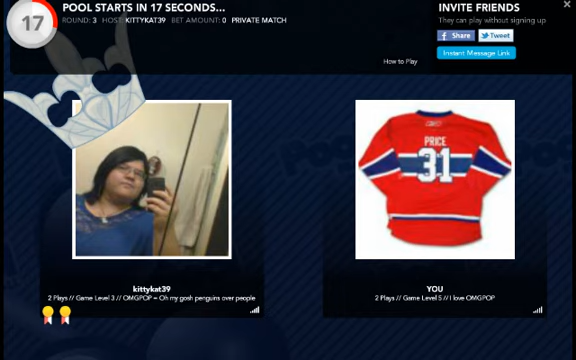 17
POOL STARTS IN 17 SECONDS...
ROUND: 3 HOST: KITTYKAT39 BET AMOUNT: 0 PRIVATE MATCH
How to Play
INVITE FRIENDS
They can play without signing up
f Share Tweet
Instant Message Link
PRICE
31
kittykat39
2 Plays // Game Level 3 // OMGPOP = Oh my gosh penguins over people
YOU
2 Plays // Game Level 5 // I love OMGPOP